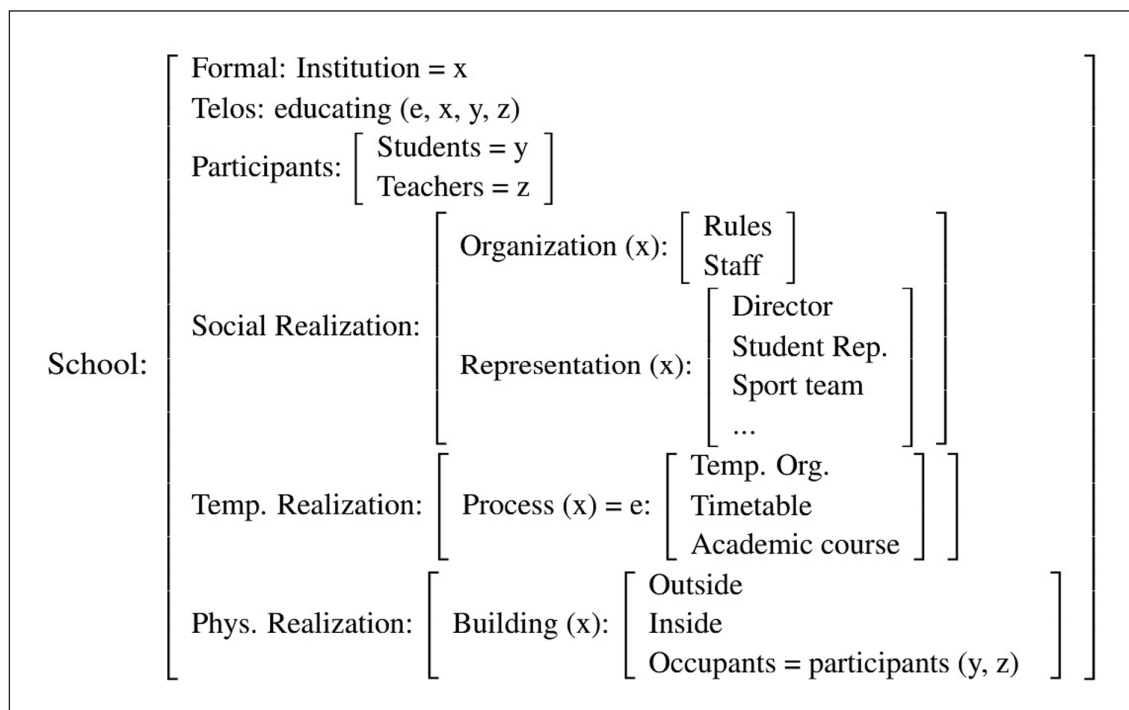 School:
Formal: Institution = x
Telos: educating (e, x, y, z)
Participants:
Students = y
Teachers = z
Social Realization:
Organization (x):
Rules
Staff
Representation (x):
Director
Student Rep.
Sport team
...
Temp. Realization:
Process (x) = e:
Temp. Org.
Timetable
Academic course
Phys. Realization:
Building (x):
Outside
Inside
Occupants = participants (y, z)